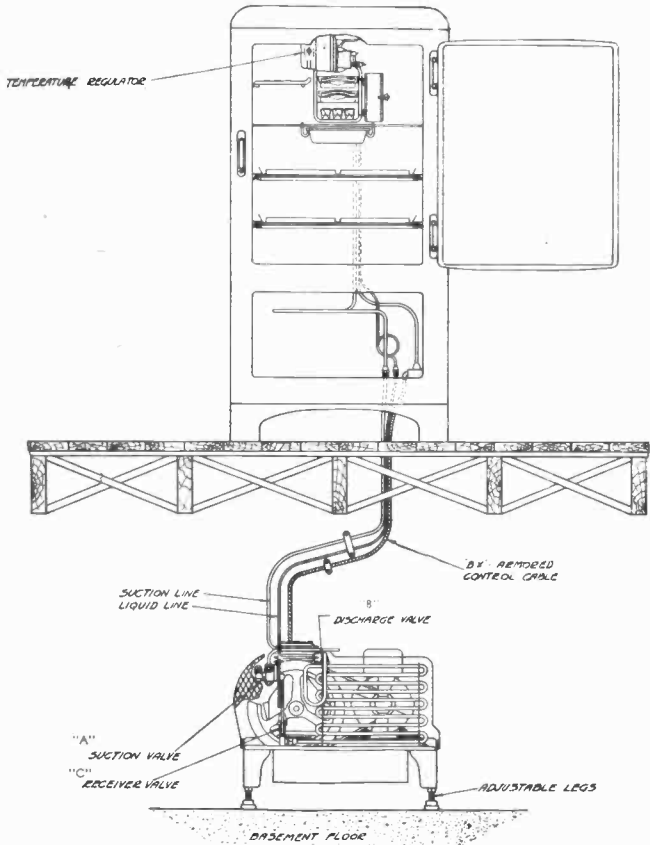 TEMPERATURE REGULATOR
'BX' ARMORED
CONTROL CABLE
SUCTION LINE
LIQUID LINE
"B"
DISCHARGE VALVE
"A"
SUCTION VALVE
"C"
RECEIVER VALVE
ADJUSTABLE LEGS
BASEMENT FLOOR